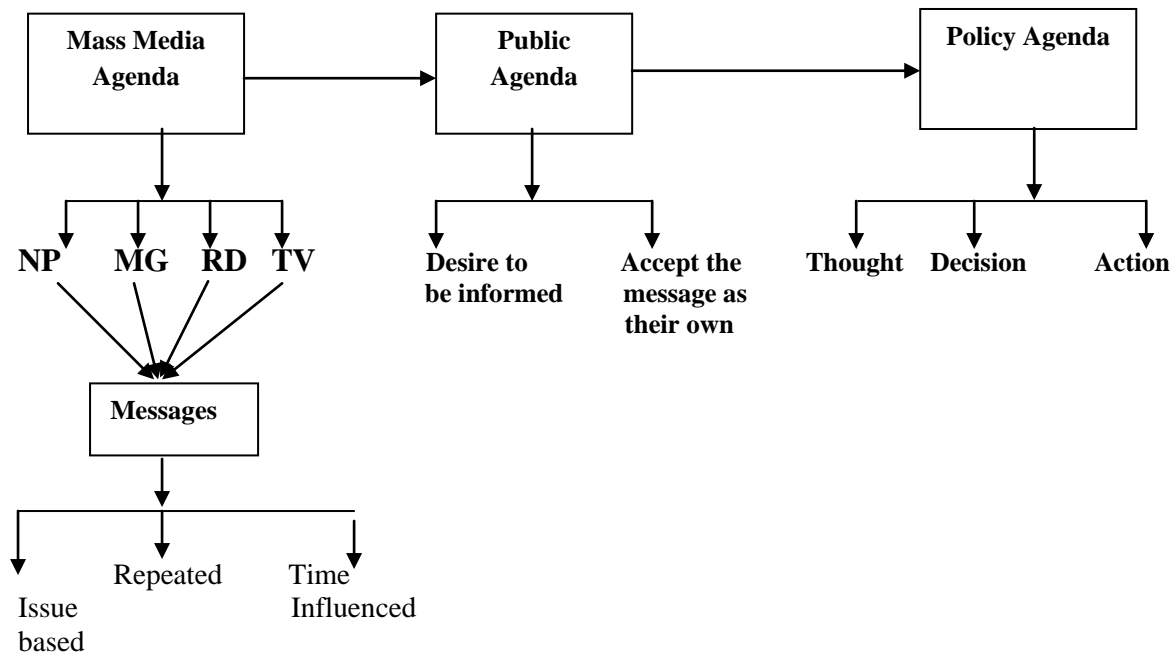 Mass Media
Agenda
Public
Agenda
Policy Agenda
NP MG RD TV
Desire to
be informed
Accept the
message as
their own
Thought Decision Action
Messages
Issue
based
Repeated
Time
Influenced